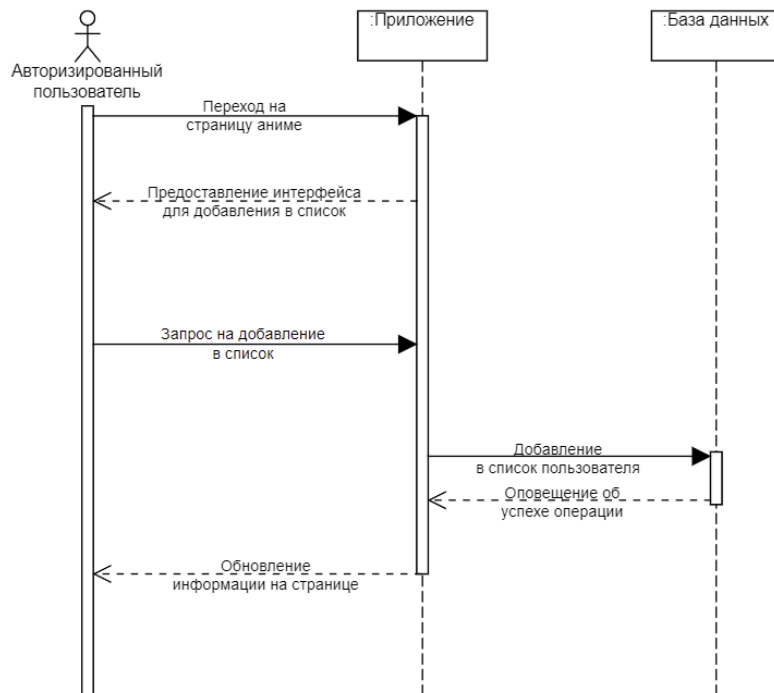 :Приложение
:База данных
Авторизированный
пользователь
Переход на
страницу аниме
Предоставление интерфейса
для добавления в список
Запрос на добавление
в список
Добавление
в список пользователя
Оповещение об
успехе операции
Обновление
информации на странице